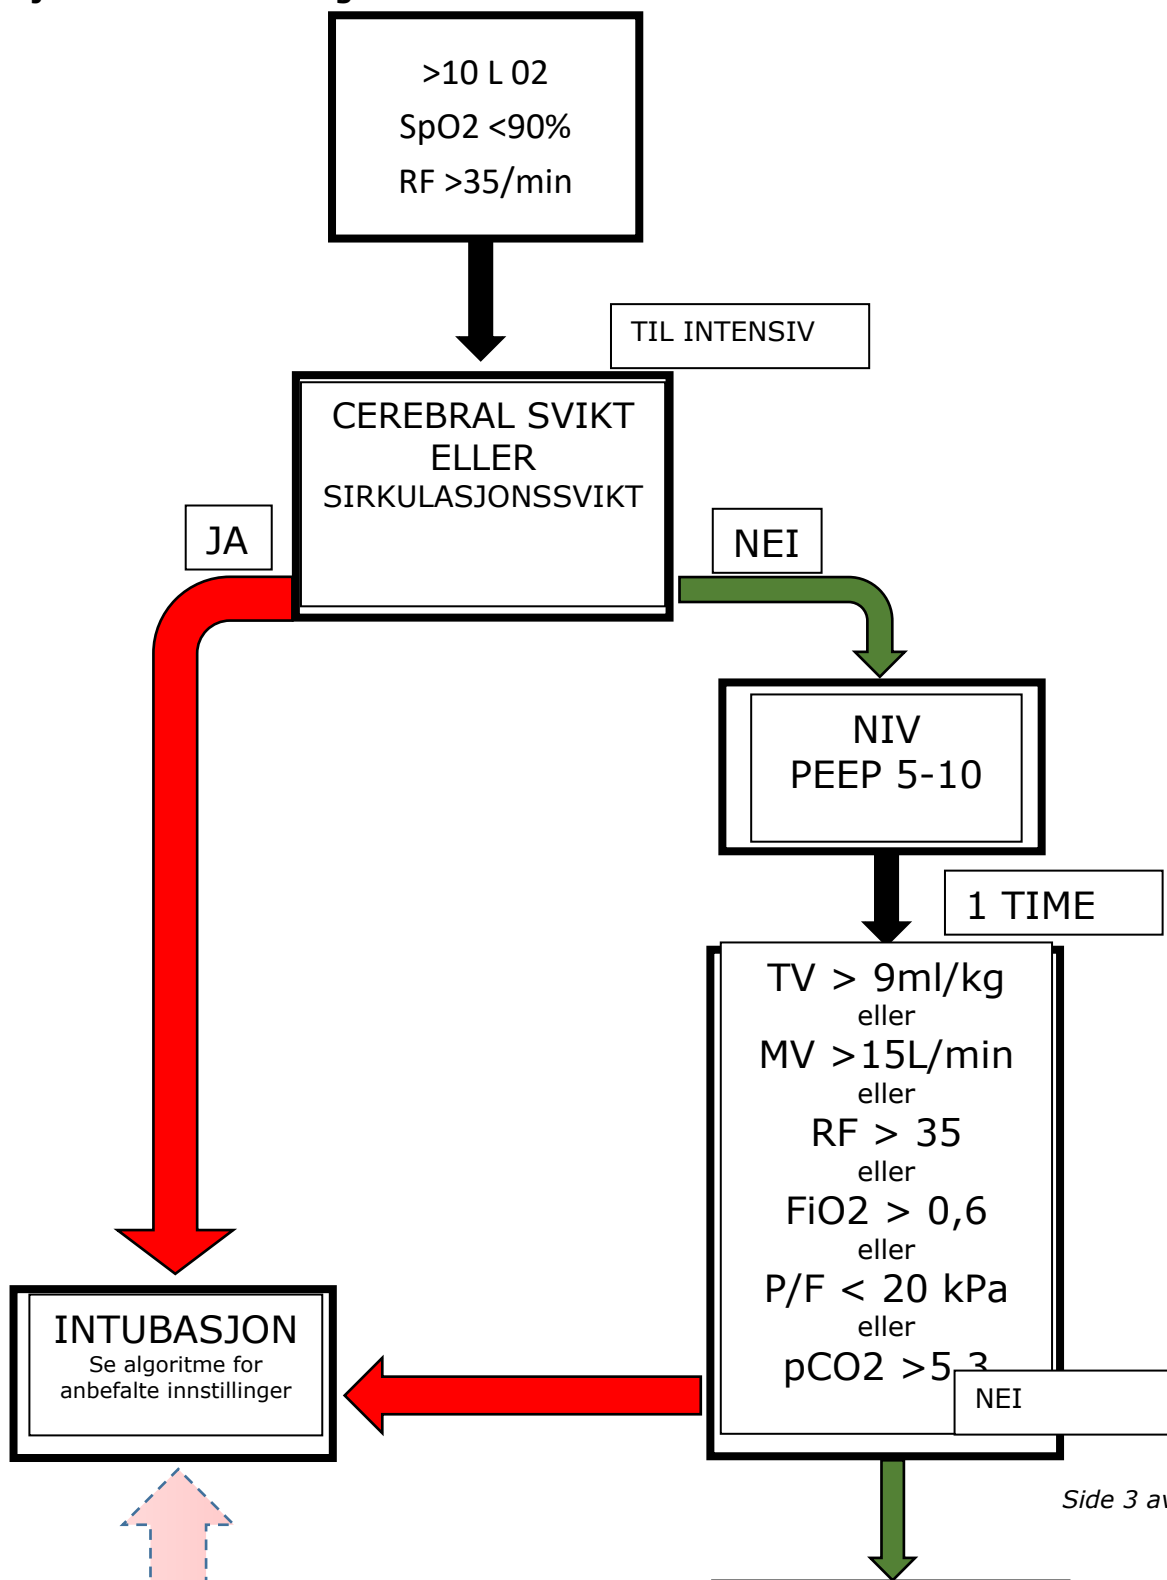 >10 L 02
SpO2 <90%
RF >35/min
TIL INTENSIV
CEREBRAL SVIKT
ELLER
SIRKULASJONSSVIKT
JA
NEI
NIV
PEEP 5-10
1 TIME
TV > 9ml/kg
eller
MV >15L/min
eller
RF > 35
eller
FiO2 > 0,6
eller
P/F < 20 kPa
eller
pCO2 >5,3
NEI
INTUBASJON
Se algoritme for
anbefalte innstillinger
Side 3 av